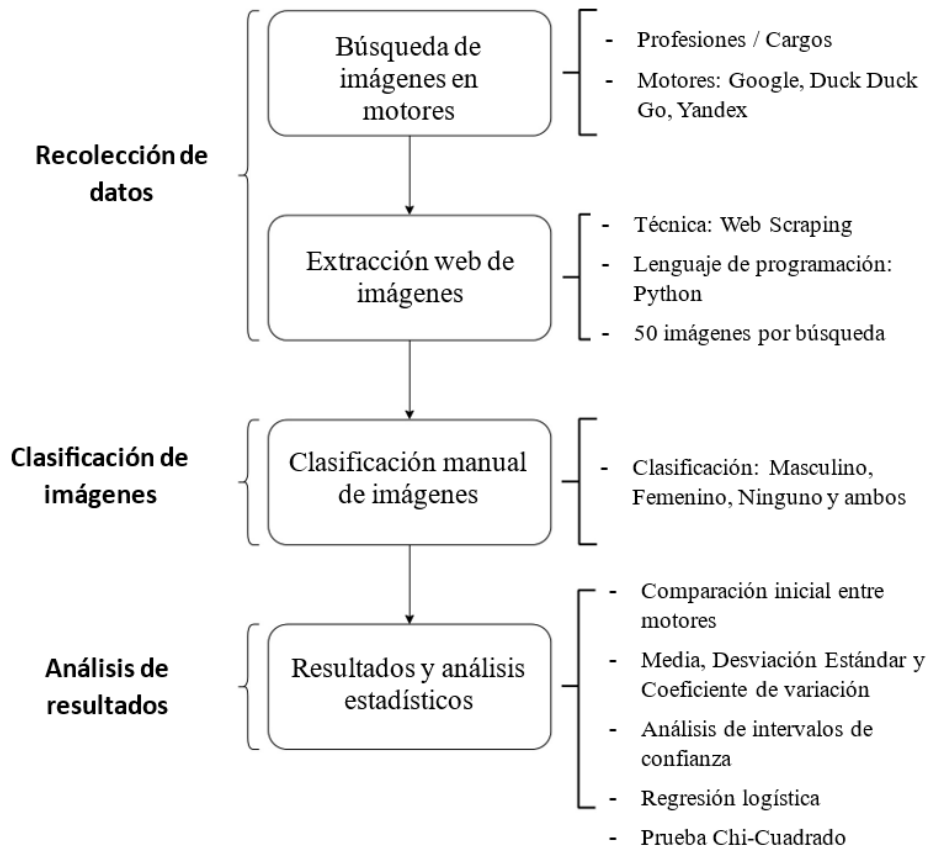 Recolección de
datos
Búsqueda de
imágenes en
motores
- Profesiones / Cargos
- Motores: Google, Duck Duck
Go, Yandex
Extracción web de
imágenes
- Técnica: Web Scraping
- Lenguaje de programación:
Python
- 50 imágenes por búsqueda
Clasificación de
imágenes
Clasificación manual
de imágenes
- Clasificación: Masculino,
Femenino, Ninguno y ambos
Análisis de
resultados
Resultados y análisis
estadísticos
- Comparación inicial entre
motores
- Media, Desviación Estándar y
Coeficiente de variación
- Análisis de intervalos de
confianza
- Regresión logística
- Prueba Chi-Cuadrado